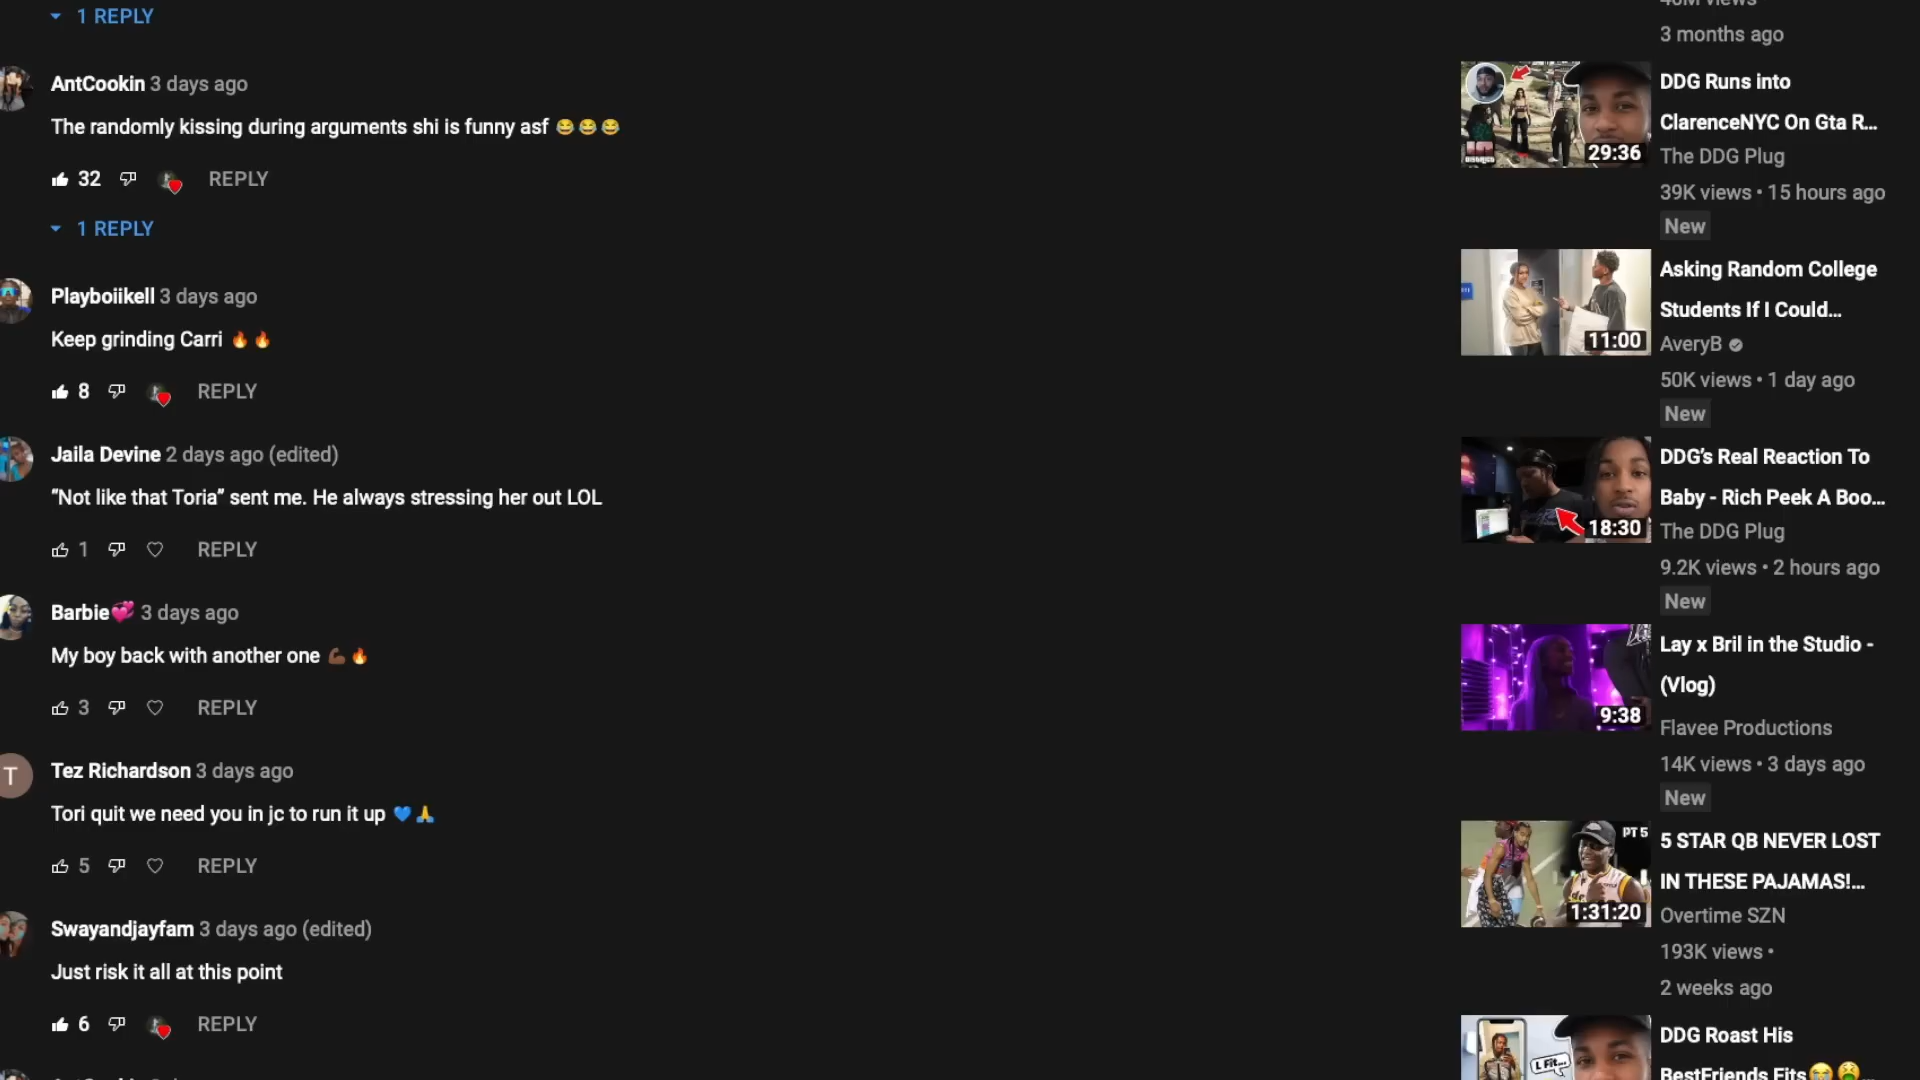 1 REPLY
AntCookin 3 days ago
The randomly kissing during arguments shi is funny asf 😂😂😂
32 REPLY
1 REPLY
Playboiikell 3 days ago
Keep grinding Carri 🔥🔥
8 REPLY
Jaila Devine 2 days ago (edited)
“Not like that Toria” sent me. He always stressing her out LOL
1 REPLY
Barbie💞 3 days ago
My boy back with another one 💪🏾🔥
3 REPLY
T
Tez Richardson 3 days ago
Tori quit we need you in jc to run it up 💙🙏
5 REPLY
Swayandjayfam 3 days ago (edited)
Just risk it all at this point
6 REPLY
3 months ago
29:36
DDG Runs into
ClarenceNYC On Gta R...
The DDG Plug
39K views • 15 hours ago
New
11:00
Asking Random College
Students If I Could...
AveryB
50K views • 1 day ago
New
18:30
DDG’s Real Reaction To
Baby - Rich Peek A Boo...
The DDG Plug
9.2K views • 2 hours ago
New
9:38
Lay x Bril in the Studio -
(Vlog)
Flavee Productions
14K views • 3 days ago
New
PT 5
1:31:20
5 STAR QB NEVER LOST
IN THESE PAJAMAS!...
Overtime SZN
193K views •
2 weeks ago
L Fit...
DDG Roast His
BestFriends Fits😭🤮...